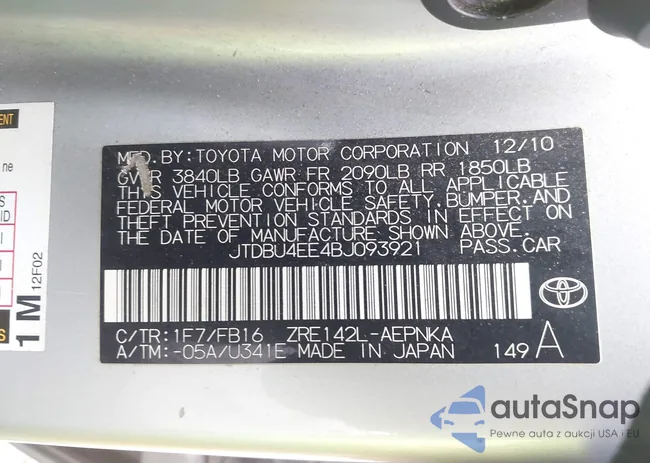 MFD. BY: TOYOTA MOTOR CORPORATION 12/10
GVWR 3840LB GAWR FR 2090LB RR 1850LB
THIS VEHICLE CONFORMS TO ALL APPLICABLE
FEDERAL MOTOR VEHICLE SAFETY, BUMPER, AND
THEFT PREVENTION STANDARDS IN EFFECT ON
THE DATE OF MANUFACTURE SHOWN ABOVE.
JTDBU4EE4BJ093921 PASS. CAR
C/TR: 1F7/FB16 ZRE142L-AEPNKA
A/TM: -05A/U341E MADE IN JAPAN 149 A
TOYOTA
ne
1 M 12F02
autaSnap
Pewne auta z aukcji USA - EU